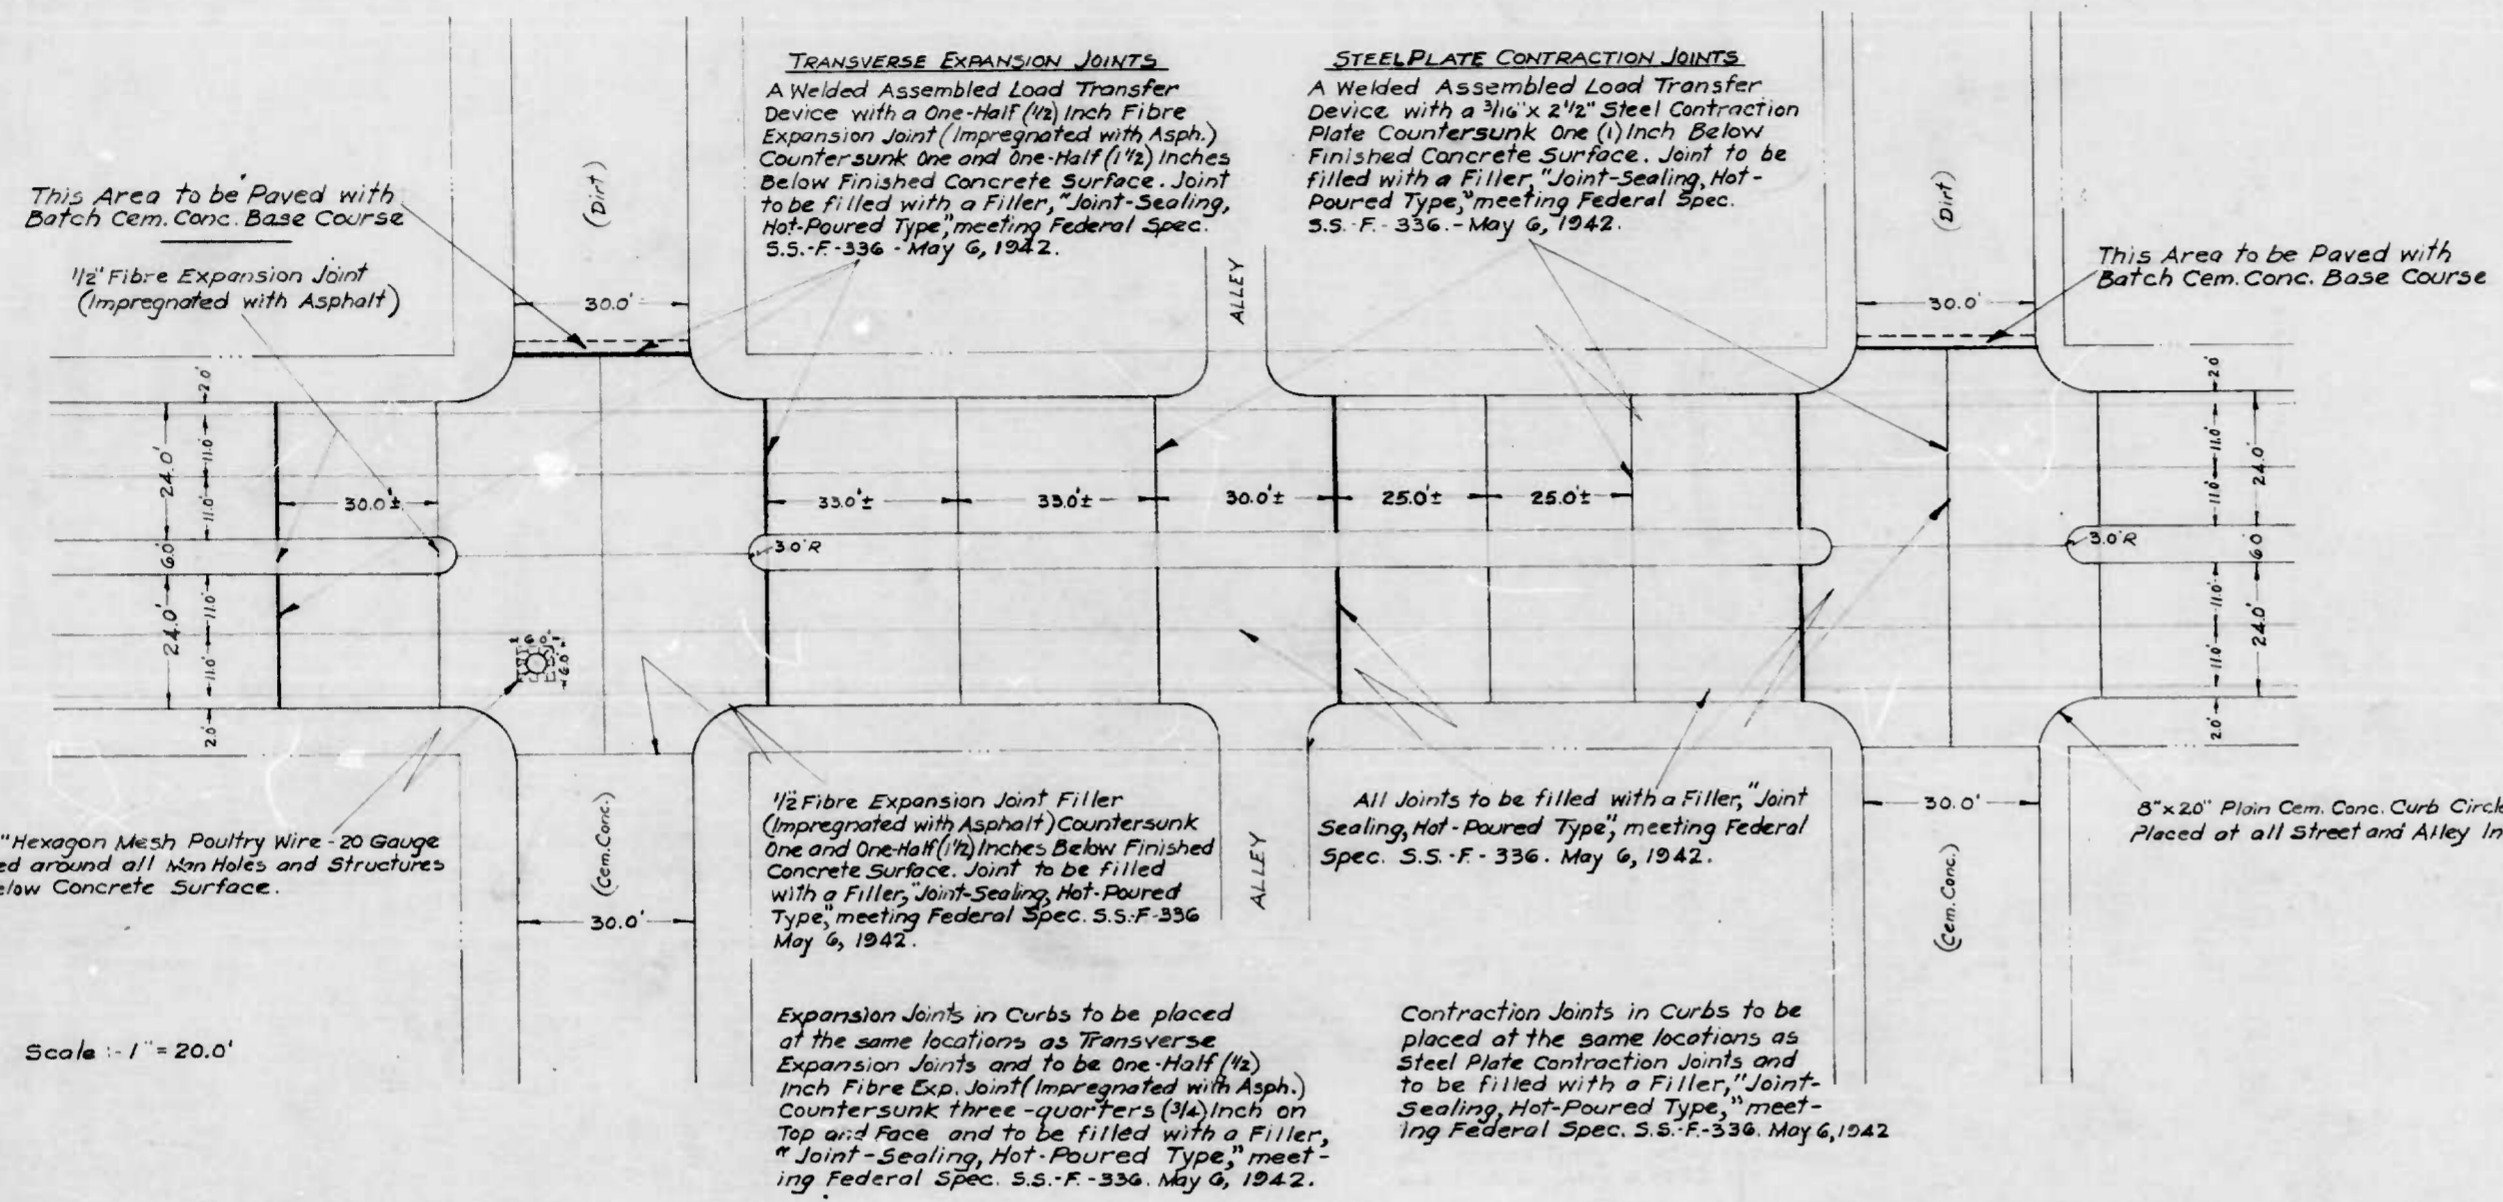 TRANSVERSE EXPANSION JOINTS
A Welded Assembled Load Transfer
Device with a One-Half (1/2) Inch Fibre
Expansion Joint (Impregnated with Asph.)
Countersunk One and One-Half (1 1/2) Inches
Below Finished Concrete Surface. Joint
to be filled with a Filler, "Joint-Sealing,
Hot-Poured Type," meeting Federal Spec.
S.S.-F.-336 - May 6, 1942.
STEEL PLATE CONTRACTION JOINTS
A Welded Assembled Load Transfer
Device with a 3/16" x 2 1/2" Steel Contraction
Plate Countersunk One (1) Inch Below
Finished Concrete Surface. Joint to be
filled with a Filler, "Joint-Sealing, Hot-
Poured Type," meeting Federal Spec.
S.S.-F.-336.-May 6, 1942.
This Area to be Paved with
Batch Cem. Conc. Base Course
1/2" Fibre Expansion Joint
(Impregnated with Asphalt)
(Dirt)
30.0'
ALLEY
(Dirt)
30.0'
This Area to be Paved with
Batch Cem. Conc. Base Course
2.0'
24.0'
11.0'
11.0'
6.0'
24.0'
11.0'
11.0'
2.0'
30.0'±
33.0'±
33.0'±
30.0'±
25.0'±
25.0'±
3.0'R
3.0'R
6.0'
6.0'
2.0'
11.0'
24.0'
11.0'
6.0
11.0'
24.0'
11.0'
2.0'
"Hexagon Mesh Poultry Wire - 20 Gauge
ed around all Man Holes and Structures
elow Concrete Surface.
(Cem. Conc.)
30.0'
1/2" Fibre Expansion Joint Filler
(Impregnated with Asphalt) Countersunk
One and One-Half (1 1/2) Inches Below Finished
Concrete Surface. Joint to be filled
with a Filler, "Joint-Sealing, Hot-Poured
Type," meeting Federal Spec. S.S.-F-336
May 6, 1942.
ALLEY
All Joints to be filled with a Filler, "Joint
Sealing, Hot-Poured Type", meeting Federal
Spec. S.S.-F.-336. May 6, 1942.
30.0'
(Cem. Conc.)
8" x 20" Plain Cem. Conc. Curb Circle
Placed at all Street and Alley In
Scale :- 1" = 20.0'
Expansion Joints in Curbs to be placed
at the same locations as Transverse
Expansion Joints and to be One-Half (1/2)
Inch Fibre Exp. Joint (Impregnated with Asph.)
Countersunk three-quarters (3/4) Inch on
Top and Face and to be filled with a Filler,
"Joint-Sealing, Hot-Poured Type," meet-
ing Federal Spec. S.S.-F.-336. May 6, 1942.
Contraction Joints in Curbs to be
placed at the same locations as
Steel Plate Contraction Joints and
to be filled with a Filler, "Joint-
Sealing, Hot-Poured Type," meet-
ing Federal Spec. S.S.-F.-336. May 6, 1942